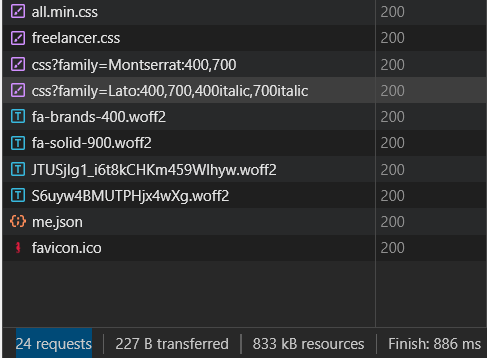 all.min.css 200
freelancer.css 200
css?family=Montserrat:400,700 200
css?family=Lato:400,700,400italic,700italic 200
fa-brands-400.woff2 200
fa-solid-900.woff2 200
JTUSjIg1_i6t8kCHKm459Wlhyw.woff2 200
S6uyw4BMUTPHjx4wXg.woff2 200
me.json 200
favicon.ico 200
24 requests 227 B transferred 833 kB resources Finish: 886 ms